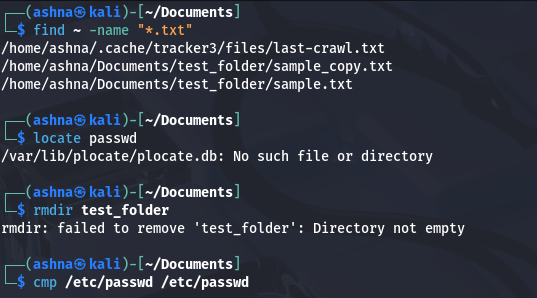 ┌──(ashna㉿kali)-[~/Documents]
└─$ find ~ -name "*.txt"
/home/ashna/.cache/tracker3/files/last-crawl.txt
/home/ashna/Documents/test_folder/sample_copy.txt
/home/ashna/Documents/test_folder/sample.txt
┌──(ashna㉿kali)-[~/Documents]
└─$ locate passwd
/var/lib/plocate/plocate.db: No such file or directory
┌──(ashna㉿kali)-[~/Documents]
└─$ rmdir test_folder
rmdir: failed to remove 'test_folder': Directory not empty
┌──(ashna㉿kali)-[~/Documents]
└─$ cmp /etc/passwd /etc/passwd